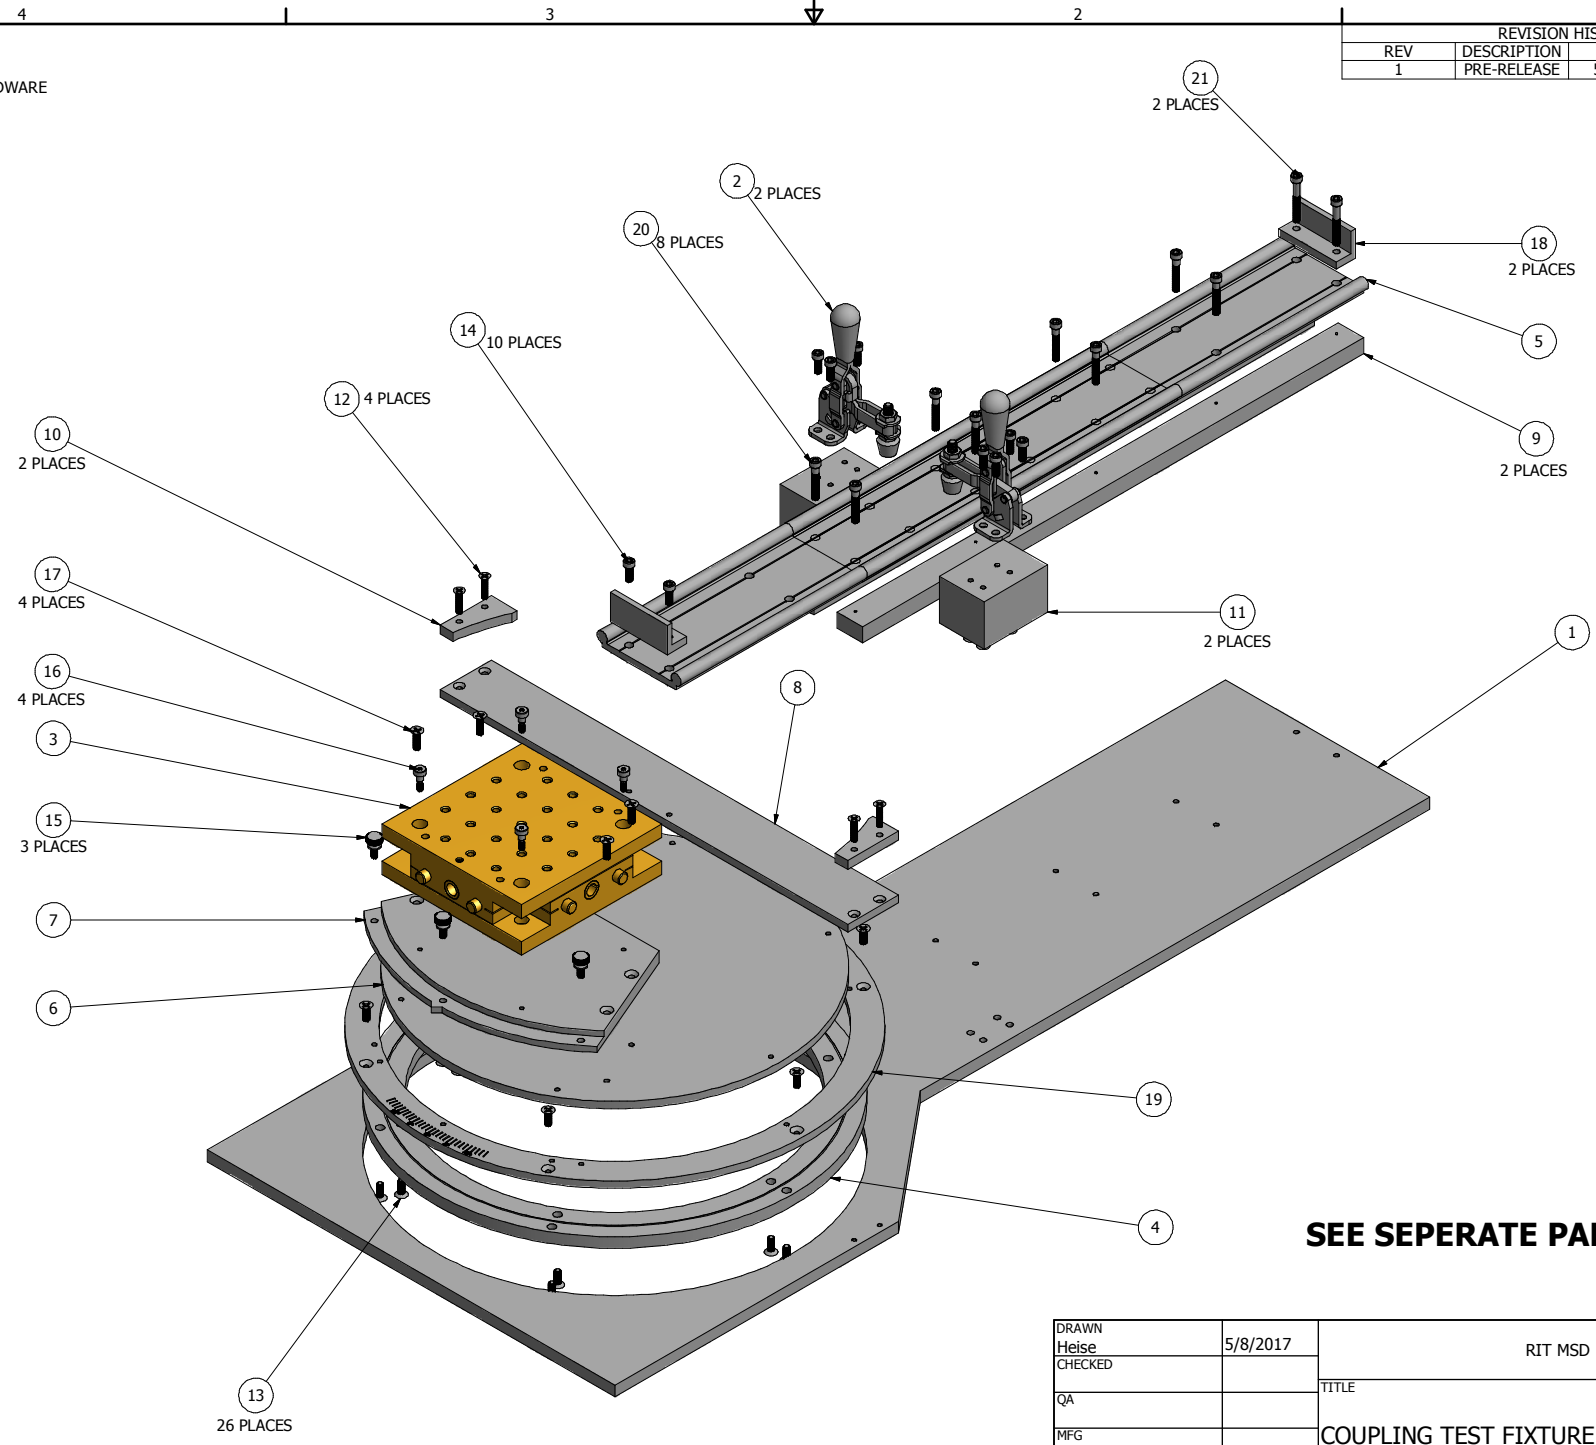 4 3 2
REVISION HIS
REV DESCRIPTION
1 PRE-RELEASE
DWARE
21
2 PLACES
2 2 PLACES
20 8 PLACES
18
2 PLACES
14 10 PLACES
5
12 4 PLACES
10
2 PLACES
9
2 PLACES
17
4 PLACES
11
2 PLACES
1
16
4 PLACES
8
3
15
3 PLACES
7
6
19
4
SEE SEPERATE PA
13
26 PLACES
DRAWN
Heise 5/8/2017
RIT MSD
CHECKED
TITLE
QA
MFG
COUPLING TEST FIXTURE